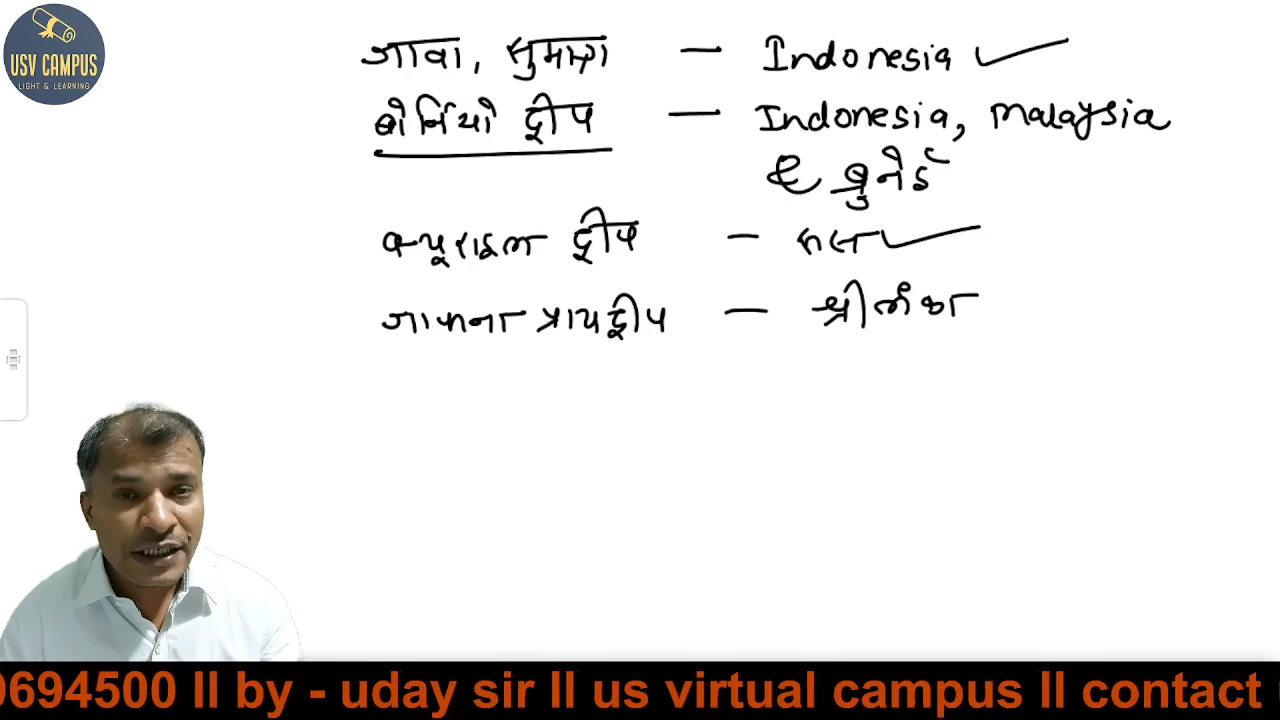 USV CAMPUS
LIGHT & LEARNING
जावा, सुमात्रा — Indonesia
बोर्नियो द्वीप — Indonesia, Malaysia
& ब्रुनेई
क्यूराइल द्वीप — रूस
जाफना प्रायद्वीप — श्रीलंका
0694500 ll by - uday sir ll us virtual campus ll contact